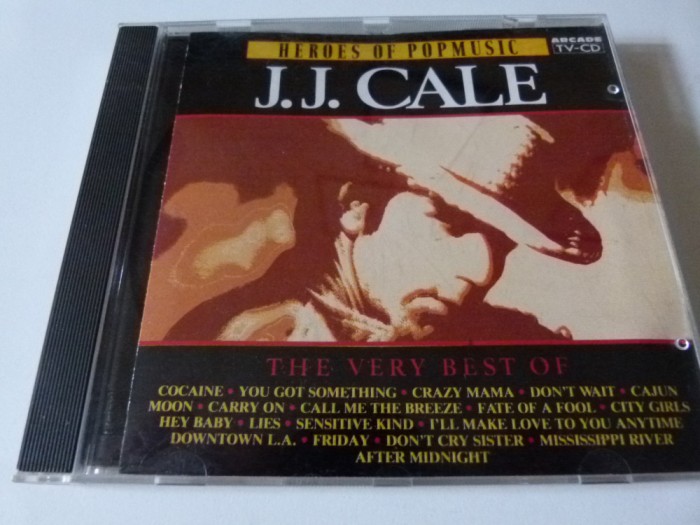 HEROES OF POPMUSIC
ARCADE
TV-CD
J.J. CALE
THE VERY BEST OF
COCAINE • YOU GOT SOMETHING • CRAZY MAMA • DON'T WAIT • CAJUN
MOON • CARRY ON • CALL ME THE BREEZE • FATE OF A FOOL • CITY GIRLS
HEY BABY • LIES • SENSITIVE KIND • I'LL MAKE LOVE TO YOU ANYTIME
DOWNTOWN L.A. • FRIDAY • DON'T CRY SISTER • MISSISSIPPI RIVER
AFTER MIDNIGHT